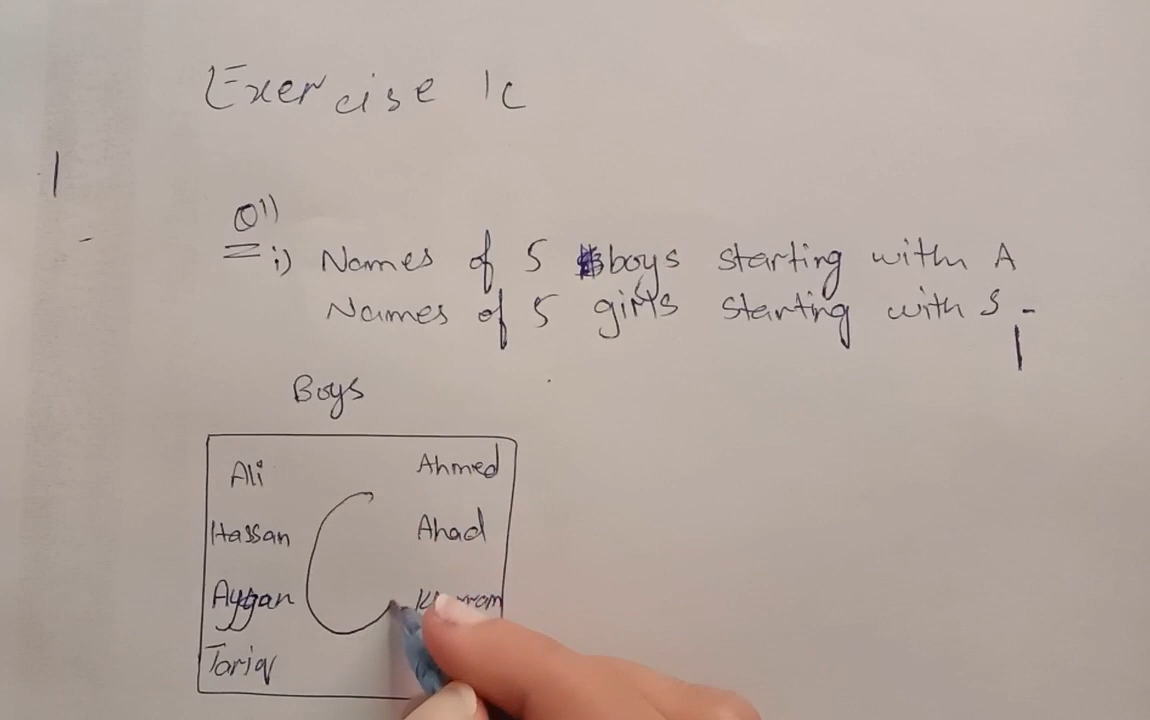 Exercise 1c
Q1)
i) Names of 5 boys starting with A
Names of 5 girls starting with S.
Boys
Ali Ahmed
Hassan Ahad
Ayyan
Tariq